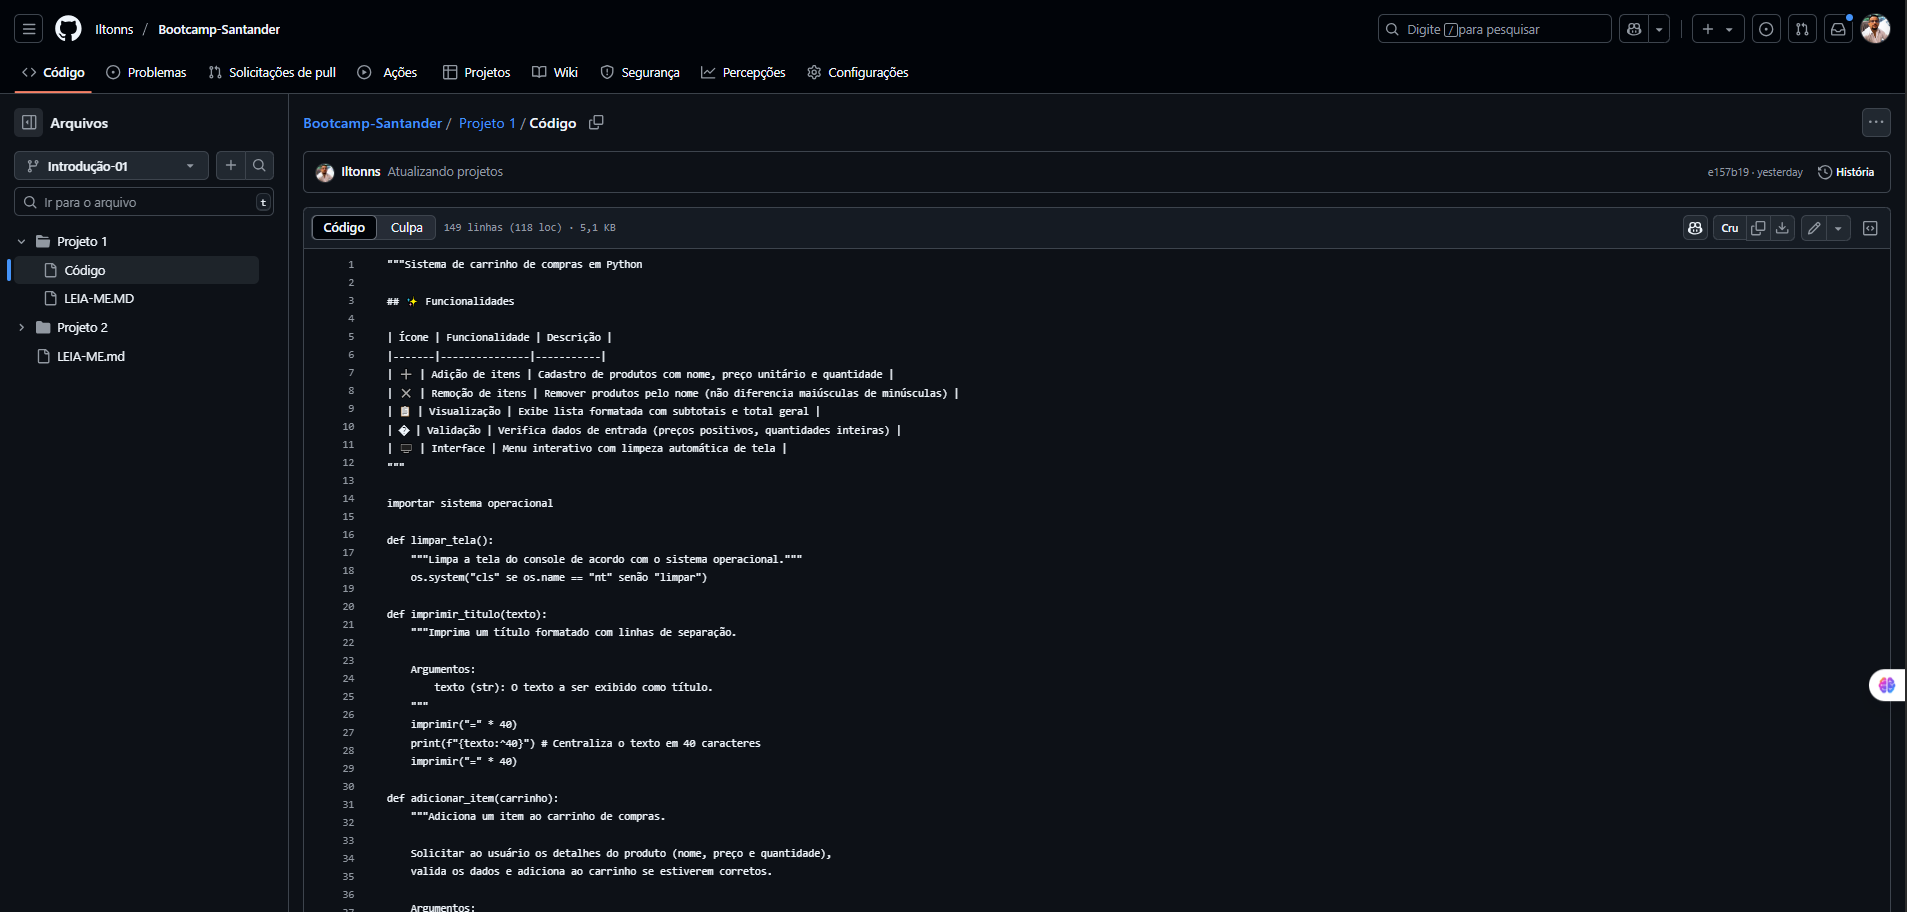 Iltonns / Bootcamp-Santander
Digite / para pesquisar
Código Problemas Solicitações de pull Ações Projetos Wiki Segurança Percepções Configurações
Arquivos
Introdução-01
Ir para o arquivo t
Projeto 1
Código
LEIA-ME.MD
Projeto 2
LEIA-ME.md
Bootcamp-Santander / Projeto 1 / Código
Iltonns Atualizando projetos
e157b19 · yesterday História
Código Culpa 149 linhas (118 loc) · 5,1 KB
Cru
1 """Sistema de carrinho de compras em Python
2
3 ## ✨ Funcionalidades
4
5 | Ícone | Funcionalidade | Descrição |
6 |-------|---------------|-----------|
7 | ➕ | Adição de itens | Cadastro de produtos com nome, preço unitário e quantidade |
8 | ❌ | Remoção de itens | Remover produtos pelo nome (não diferencia maiúsculas de minúsculas) |
9 | 📋 | Visualização | Exibe lista formatada com subtotais e total geral |
10 | � | Validação | Verifica dados de entrada (preços positivos, quantidades inteiras) |
11 | 🖥 | Interface | Menu interativo com limpeza automática de tela |
12 """
13
14 importar sistema operacional
15
16 def limpar_tela():
17 """Limpa a tela do console de acordo com o sistema operacional."""
18 os.system("cls" se os.name == "nt" senão "limpar")
19
20 def imprimir_titulo(texto):
21 """Imprima um título formatado com linhas de separação.
22
23 Argumentos:
24 texto (str): O texto a ser exibido como título.
25 """
26 imprimir("=" * 40)
27 print(f"{texto:^40}") # Centraliza o texto em 40 caracteres
28 imprimir("=" * 40)
29
30 def adicionar_item(carrinho):
31 """Adiciona um item ao carrinho de compras.
32
33 Solicitar ao usuário os detalhes do produto (nome, preço e quantidade),
34 valida os dados e adiciona ao carrinho se estiverem corretos.
35
36 Argumentos:
37